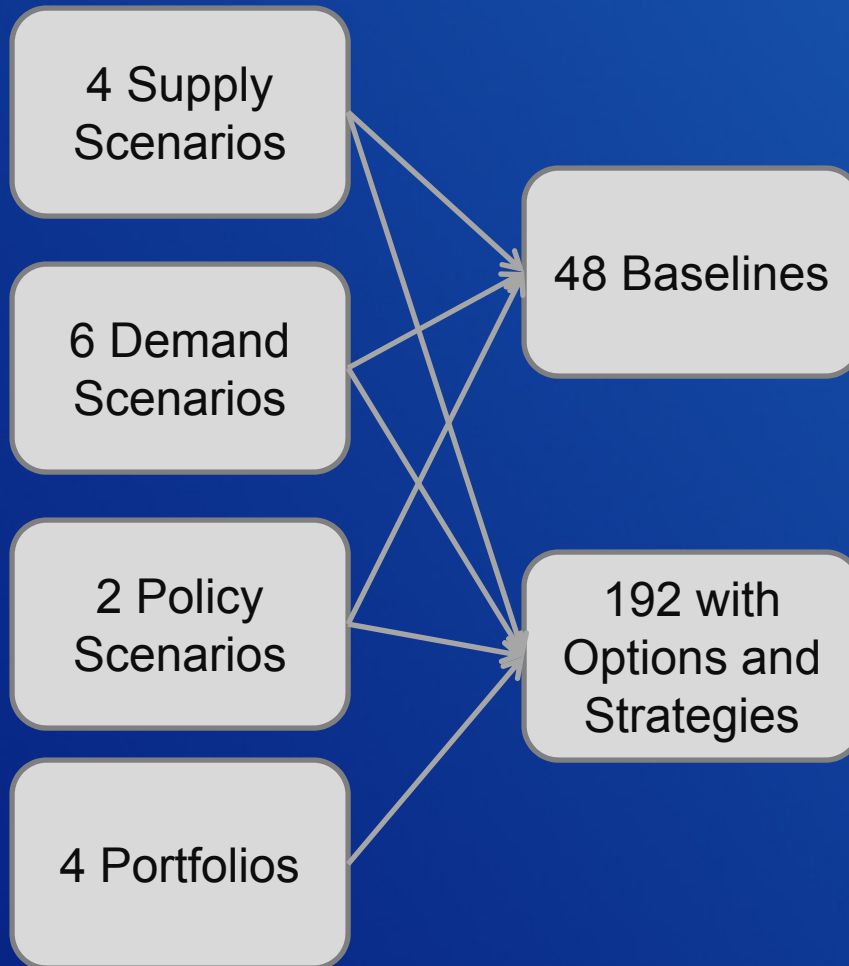 4 Supply
Scenarios
6 Demand
Scenarios
2 Policy
Scenarios
4 Portfolios
48 Baselines
192 with
Options and
Strategies